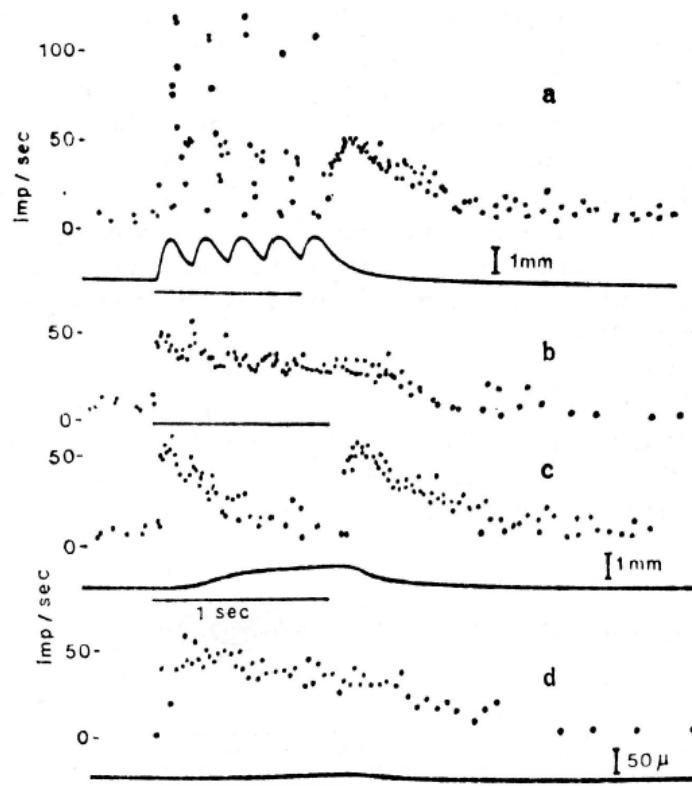 100-
a
50-
imp/sec
0-
1mm
50-
b
0-
50-
c
0-
1mm
1 sec
imp/sec
50-
d
0-
50 μ